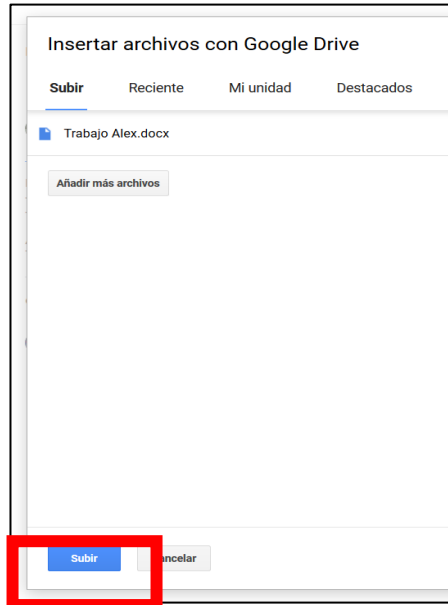 Insertar archivos con Google Drive
Subir Reciente Mi unidad Destacados
Trabajo Alex.docx
Añadir más archivos
Subir ancelar